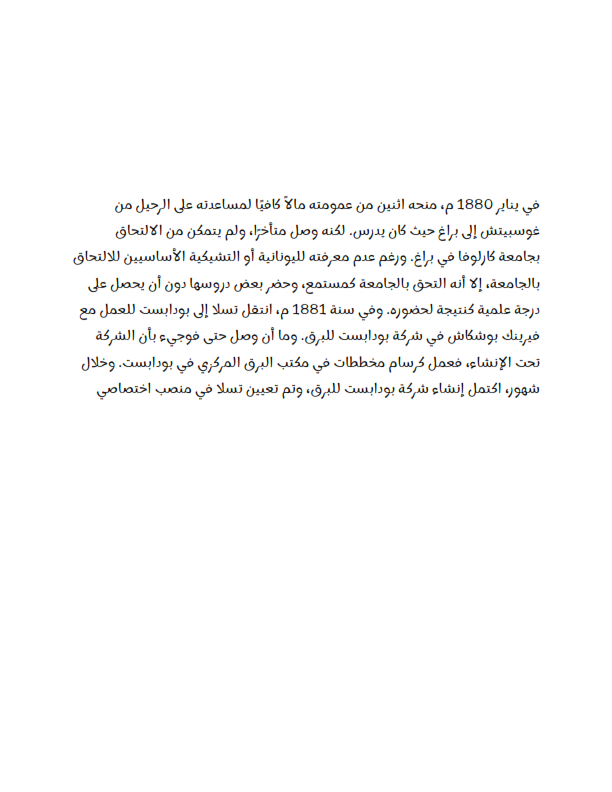 في يناير 1880 م، منحه اثنين من عمومته مالاً كافيًا لمساعدته على الرحيل من
غوسبيتش إلى براغ حيث كان يدرس. لكنه وصل متأخرًا، ولم يتمكن من الالتحاق
بجامعة كارلوفا في براغ. ورغم عدم معرفته لليونانية أو التشيكية الأساسيين للالتحاق
بالجامعة، إلا أنه التحق بالجامعة كمستمع، وحضر بعض دروسها دون أن يحصل على
درجة علمية كنتيجة لحضوره. وفي سنة 1881 م، انتقل تسلا إلى بودابست للعمل مع
فيرينك بوشكاش في شركة بودابست للبرق. وما أن وصل حتى فوجيء بأن الشركة
تحت الإنشاء، فعمل كرسام مخططات في مكتب البرق المركزي في بودابست. وخلال
شهور، اكتمل إنشاء شركة بودابست للبرق، وتم تعيين تسلا في منصب اختصاصي